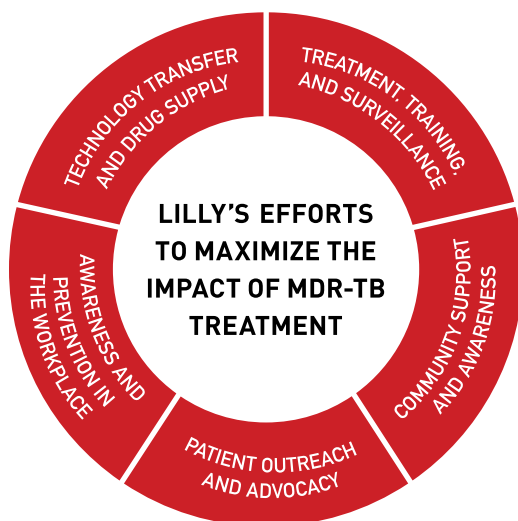 TECHNOLOGY TRANSFER
AND DRUG SUPPLY
TREATMENT, TRAINING,
AND SURVEILLANCE
COMMUNITY SUPPORT
AND AWARENESS
PATIENT OUTREACH
AND ADVOCACY
AWARENESS AND
PREVENTION IN
THE WORKPLACE
LILLY'S EFFORTS
TO MAXIMIZE THE
IMPACT OF MDR-TB
TREATMENT